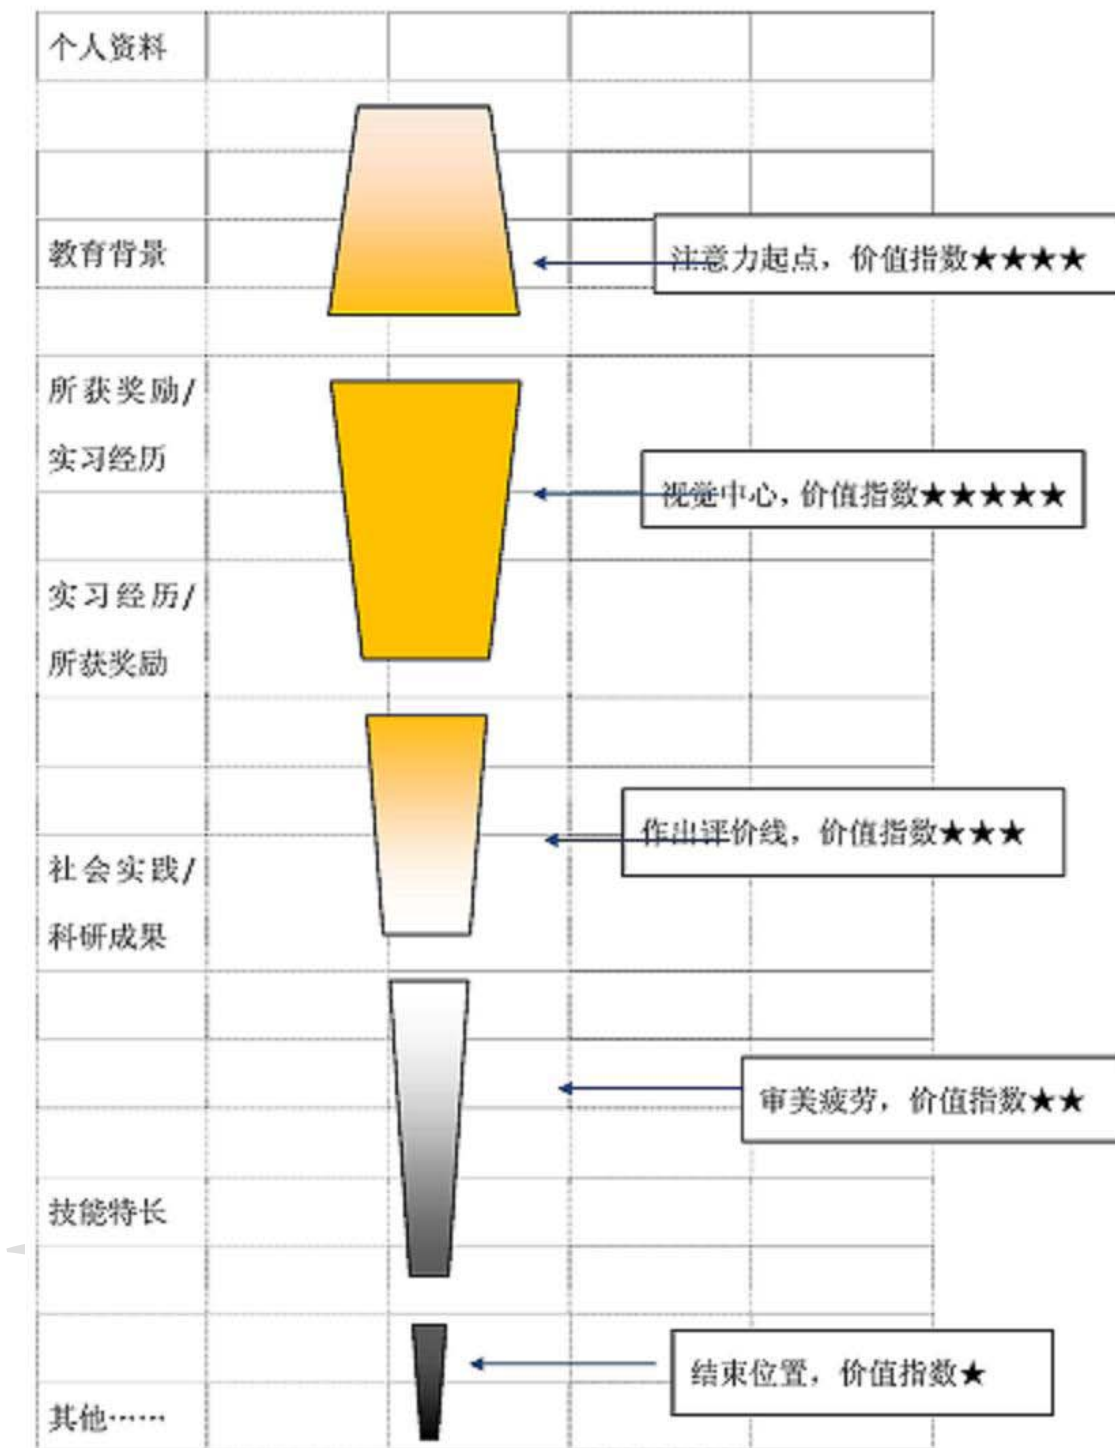 个人资料
教育背景
注意力起点，价值指数★★★★
所获奖励/
实习经历
视觉中心，价值指数★★★★★
实习经历/
所获奖励
作出评价线，价值指数★★★
社会实践/
科研成果
审美疲劳，价值指数★★
技能特长
结束位置，价值指数★
其他……